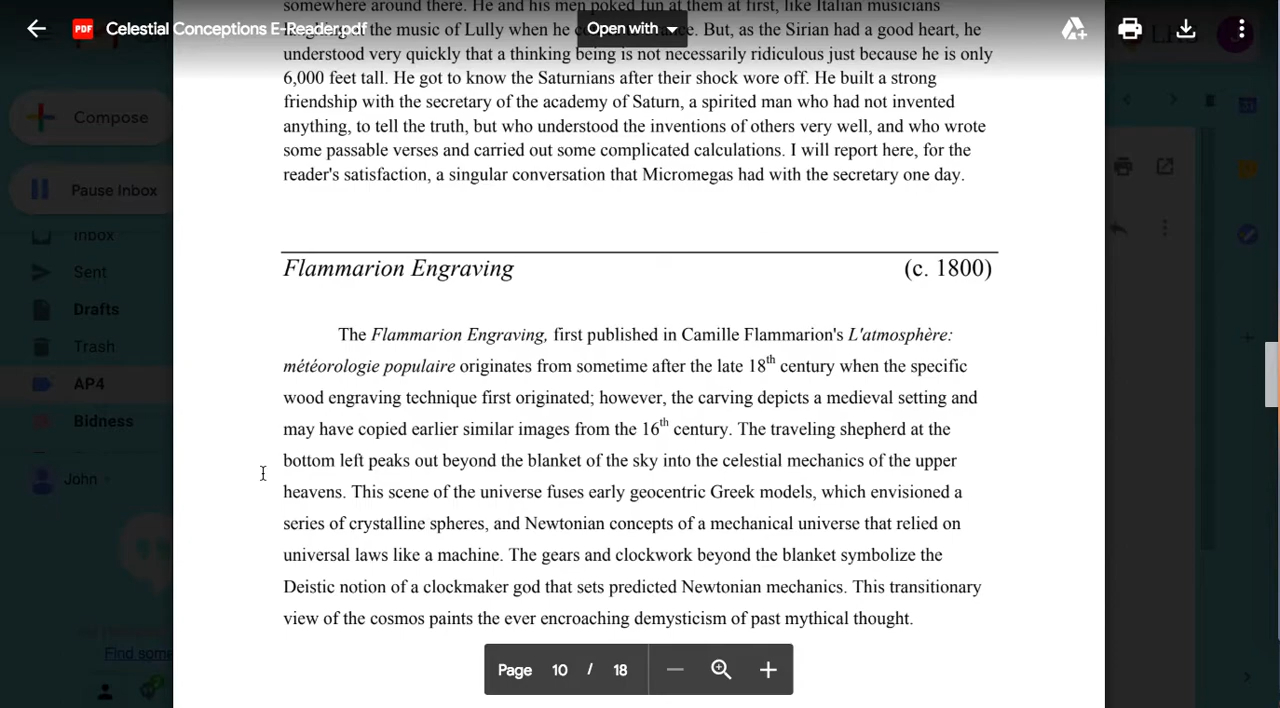 somewhere around there. He and his men poked fun at them at first, like Italian musicians
Celestial Conceptions E-Reader.pdf
PDF
Open with
the music of Lully when he
But, as the Sirian had a good heart, he
understood very quickly that a thinking being is not necessarily ridiculous just because he is only
6,000 feet tall. He got to know the Saturnians after their shock wore off. He built a strong
friendship with the secretary of the academy of Saturn, a spirited man who had not invented
anything, to tell the truth, but who understood the inventions of others very well, and who wrote
some passable verses and carried out some complicated calculations. I will report here, for the
reader's satisfaction, a singular conversation that Micromegas had with the secretary one day.
Flammarion Engraving (c. 1800)
The Flammarion Engraving, first published in Camille Flammarion's L'atmosphère:
météorologie populaire originates from sometime after the late 18th century when the specific
wood engraving technique first originated; however, the carving depicts a medieval setting and
may have copied earlier similar images from the 16th century. The traveling shepherd at the
bottom left peaks out beyond the blanket of the sky into the celestial mechanics of the upper
heavens. This scene of the universe fuses early geocentric Greek models, which envisioned a
series of crystalline spheres, and Newtonian concepts of a mechanical universe that relied on
universal laws like a machine. The gears and clockwork beyond the blanket symbolize the
Deistic notion of a clockmaker god that sets predicted Newtonian mechanics. This transitionary
view of the cosmos paints the ever encroaching demysticism of past mythical thought.
Page 10 / 18
Compose
Pause Inbox
Inbox
Sent
Drafts
Trash
AP4
Bidness
John
Find some